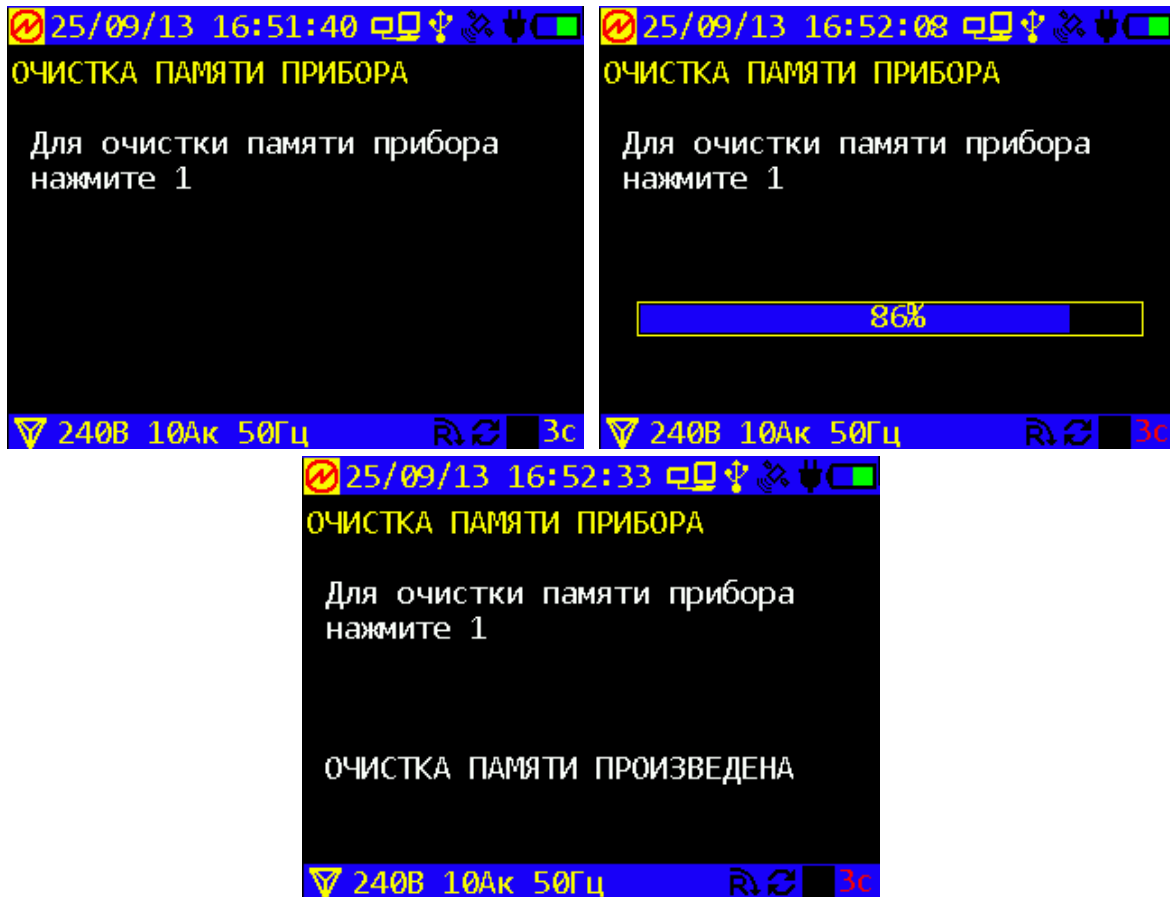 25/09/13 16:51:40
ОЧИСТКА ПАМЯТИ ПРИБОРА
Для очистки памяти прибора
нажмите 1
240В 10Ак 50Гц R 3с
25/09/13 16:52:08
ОЧИСТКА ПАМЯТИ ПРИБОРА
Для очистки памяти прибора
нажмите 1
86%
240В 10Ак 50Гц R 3с
25/09/13 16:52:33
ОЧИСТКА ПАМЯТИ ПРИБОРА
Для очистки памяти прибора
нажмите 1
ОЧИСТКА ПАМЯТИ ПРОИЗВЕДЕНА
240В 10Ак 50Гц R 3с